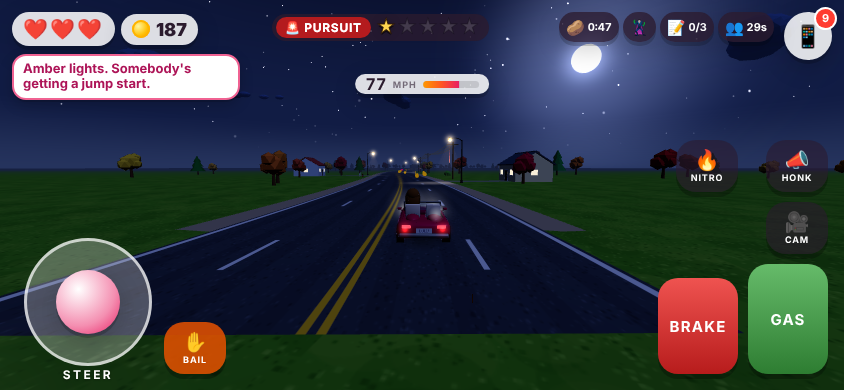 187
PURSUIT
0:47
0/3
29s
9
Amber lights. Somebody's
getting a jump start.
77 MPH
NITRO
HONK
CAM
BRAKE
GAS
BAIL
STEER